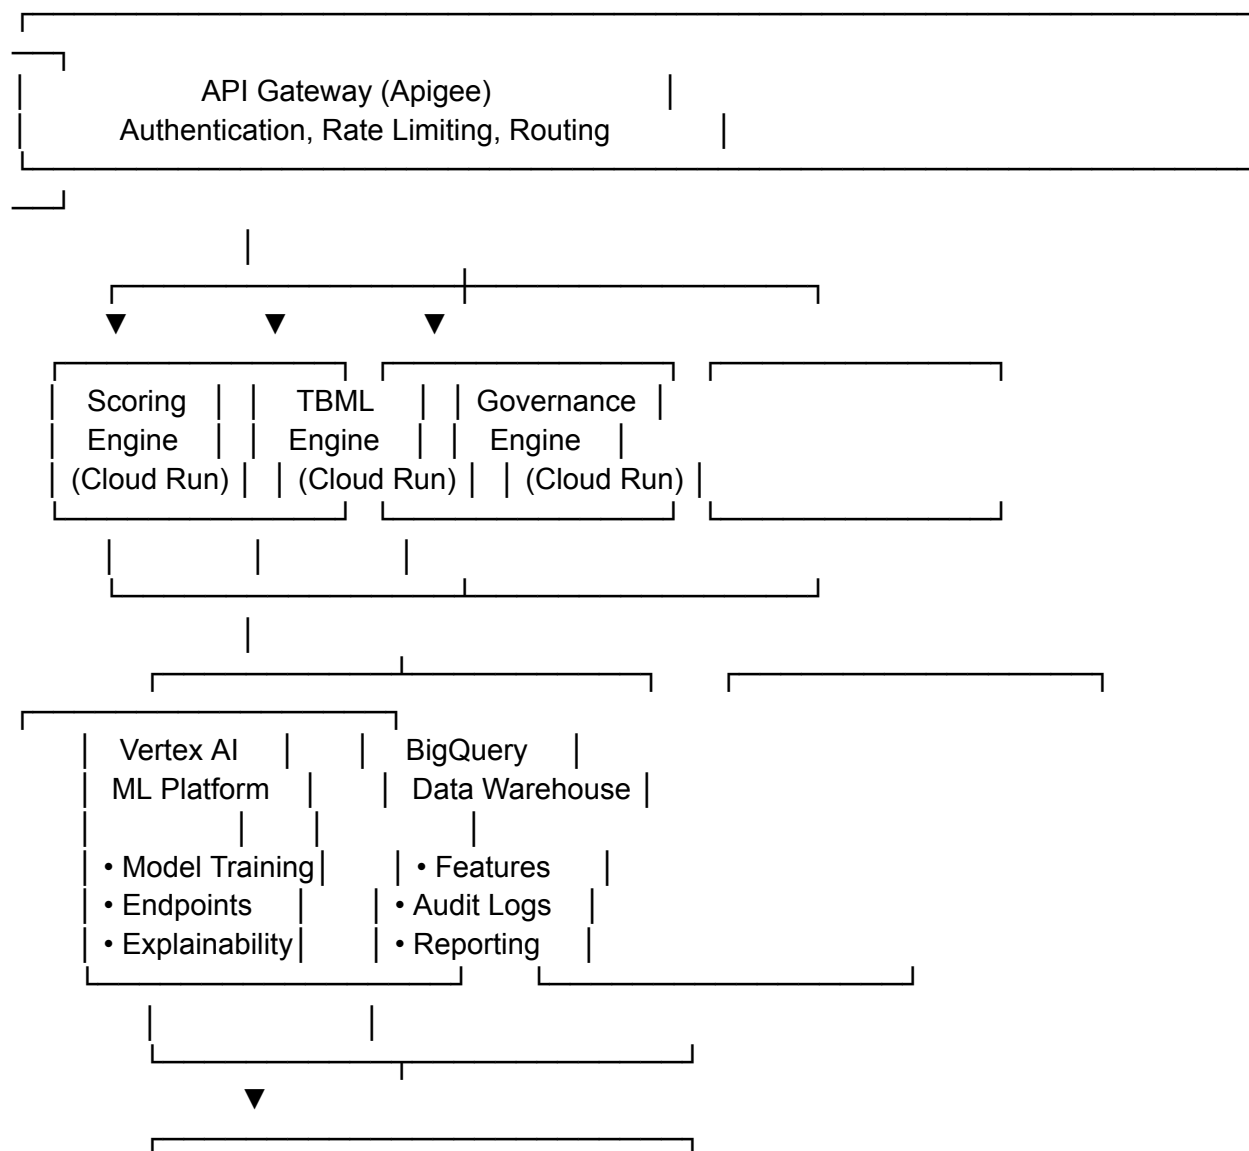 API Gateway (Apigee)
Authentication, Rate Limiting, Routing
Scoring TBML Governance
Engine Engine Engine
(Cloud Run) (Cloud Run) (Cloud Run)
Vertex AI BigQuery
ML Platform Data Warehouse
• Model Training • Features
• Endpoints • Audit Logs
• Explainability • Reporting